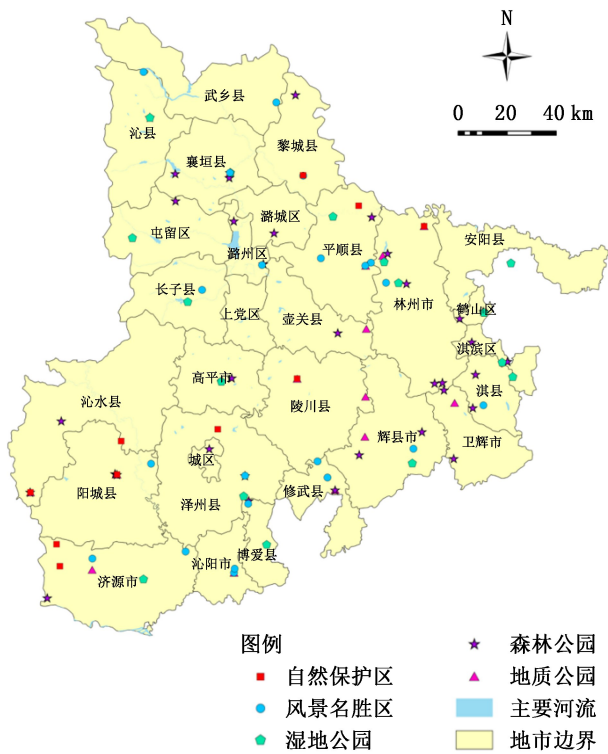 N
0 20 40 km
武乡县
沁县
黎城县
襄垣县
潞城区
屯留区
平顺县
安阳县
潞州区
长子县
林州市
上党区
壶关县
鹤山区
淇滨区
高平市
淇县
沁水县
陵川县
辉县市
卫辉市
城区
阳城县
泽州县
修武县
博爱县
沁阳市
济源市
图例
自然保护区
风景名胜区
湿地公园
森林公园
地质公园
主要河流
地市边界